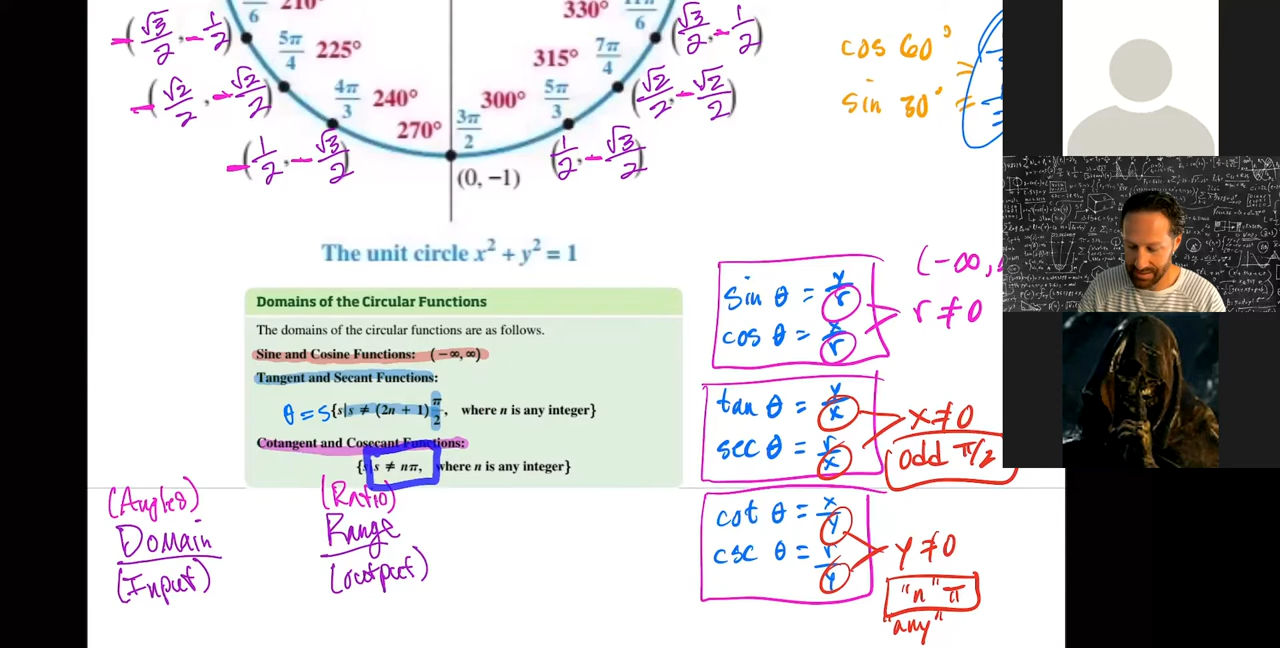 210°
6
330°
6
(-√3/2, -1/2)
(√3/2, -1/2)
5π/4 225°
315° 7π/4
(-√2/2, -√2/2)
(√2/2, -√2/2)
4π/3 240°
300° 5π/3
270° 3π/2
(-1/2, -√3/2)
(1/2, -√3/2)
(0, −1)
cos 60°
sin 30° =
The unit circle x² + y² = 1
Domains of the Circular Functions
The domains of the circular functions are as follows.
Sine and Cosine Functions: (−∞, ∞)
Tangent and Secant Functions:
θ = s {s|s ≠ (2n + 1) π/2, where n is any integer}
Cotangent and Cosecant Functions:
{s|s ≠ nπ, where n is any integer}
(Angles)
Domain
(Input)
(Ratio)
Range
(output)
sin θ = y/r
cos θ = x/r
(-∞,
r ≠ 0
tan θ = y/x
sec θ = r/x
x ≠ 0
odd π/2
cot θ = x/y
csc θ = r/y
y ≠ 0
"n" π
"any"